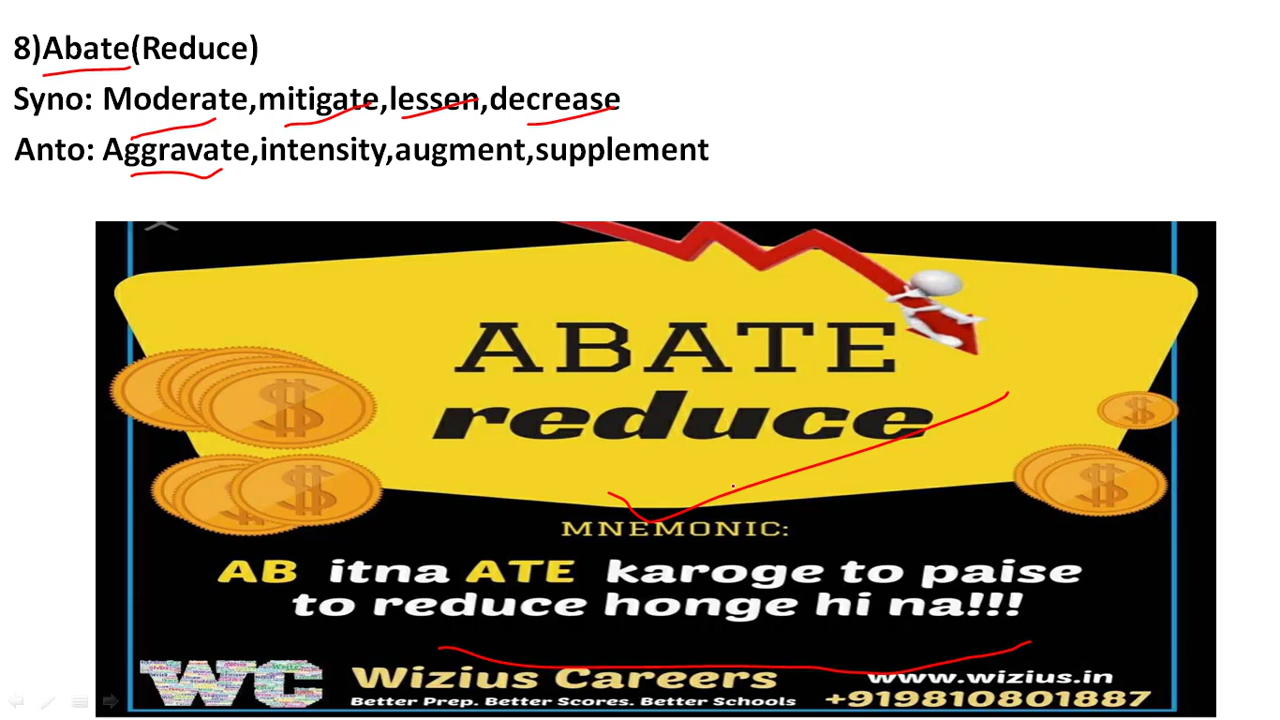 8)Abate(Reduce)
Syno: Moderate,mitigate,lessen,decrease
Anto: Aggravate,intensity,augment,supplement
ABATE
reduce
MNEMONIC:
AB itna ATE karoge to paise
to reduce honge hi na!!!
WC Wizius Careers www.wizius.in
Better Prep. Better Scores. Better Schools +919810801887